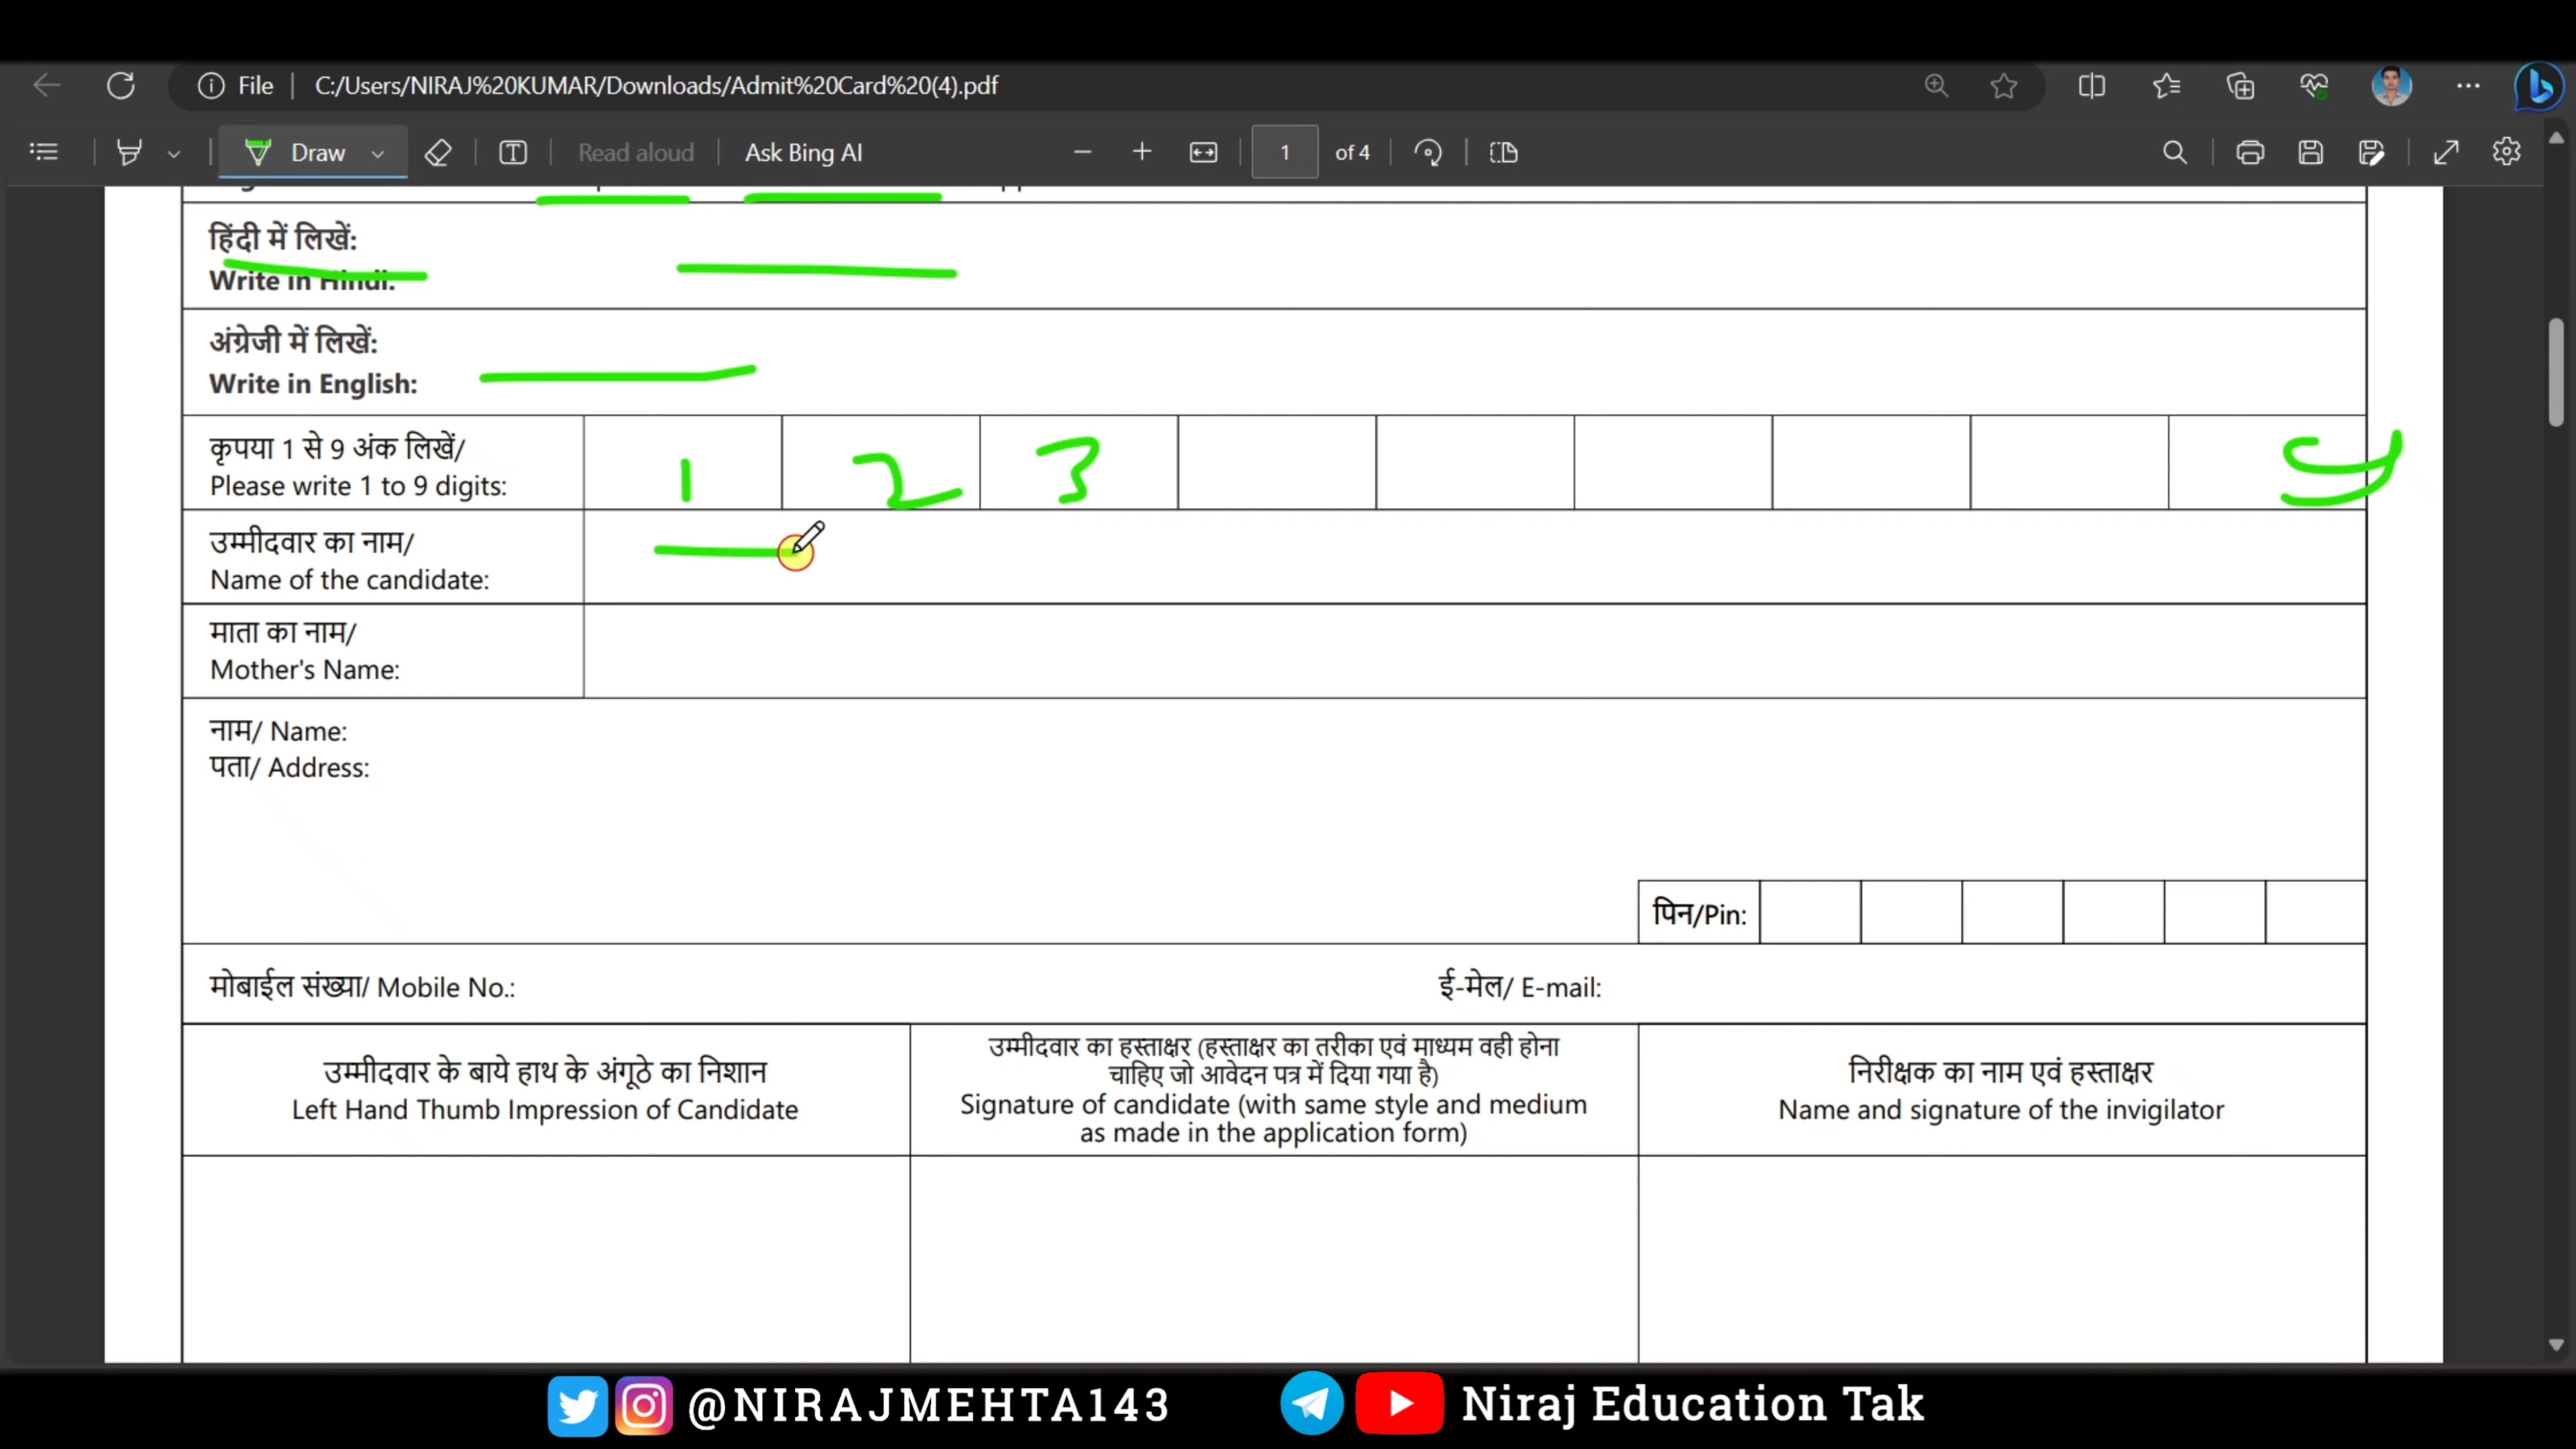 File | C:/Users/NIRAJ%20KUMAR/Downloads/Admit%20Card%20(4).pdf
Draw
Read aloud
Ask Bing AI
1 of 4
हिंदी में लिखें:
Write in Hindi:
अंग्रेजी में लिखें:
Write in English:
कृपया 1 से 9 अंक लिखें/
Please write 1 to 9 digits:
1 2 3 9
उम्मीदवार का नाम/
Name of the candidate:
माता का नाम/
Mother's Name:
नाम/ Name:
पता/ Address:
पिन/Pin:
मोबाईल संख्या/ Mobile No.:
ई-मेल/ E-mail:
उम्मीदवार के बाये हाथ के अंगूठे का निशान
Left Hand Thumb Impression of Candidate
उम्मीदवार का हस्ताक्षर (हस्ताक्षर का तरीका एवं माध्यम वही होना
चाहिए जो आवेदन पत्र में दिया गया है)
Signature of candidate (with same style and medium
as made in the application form)
निरीक्षक का नाम एवं हस्ताक्षर
Name and signature of the invigilator
@NIRAJMEHTA143
Niraj Education Tak